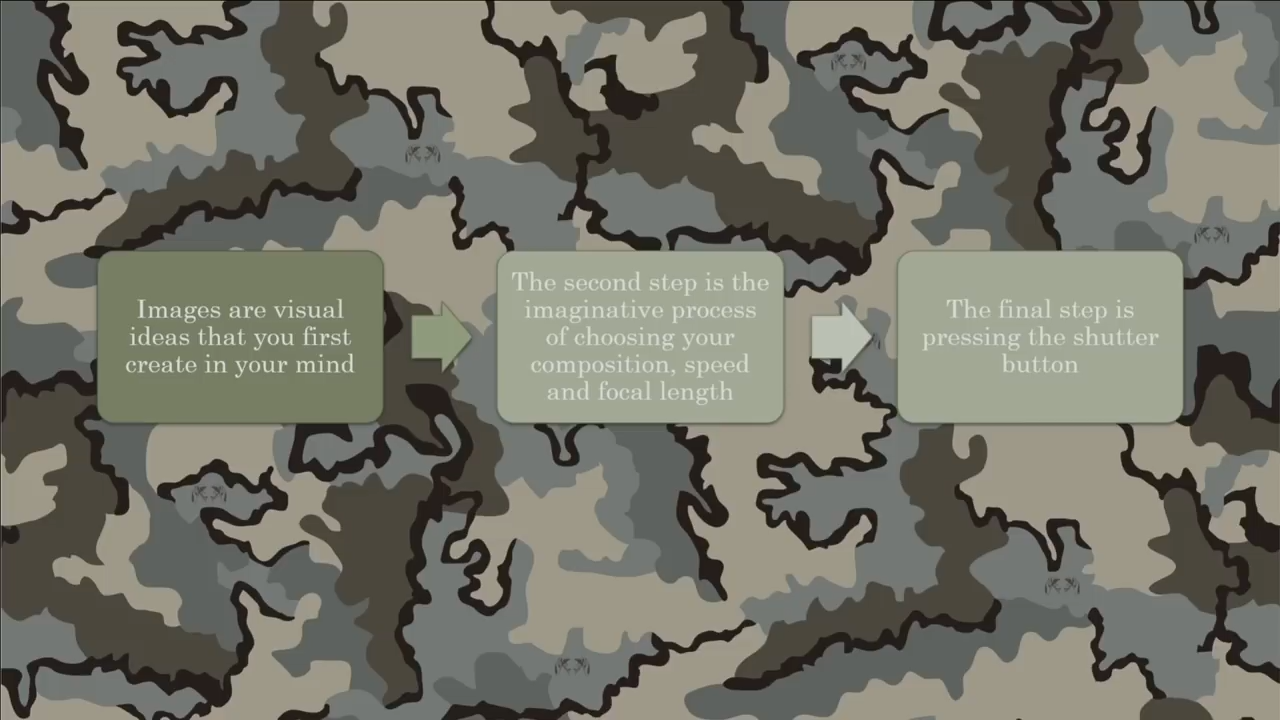 Images are visual
ideas that you first
create in your mind
The second step is the
imaginative process
of choosing your
composition, speed
and focal length
The final step is
pressing the shutter
button